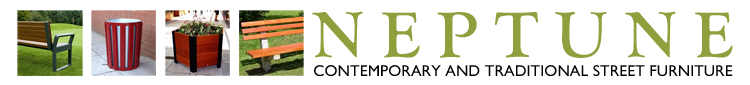 NEPTUNE
CONTEMPORARY AND TRADITIONAL STREET FURNITURE